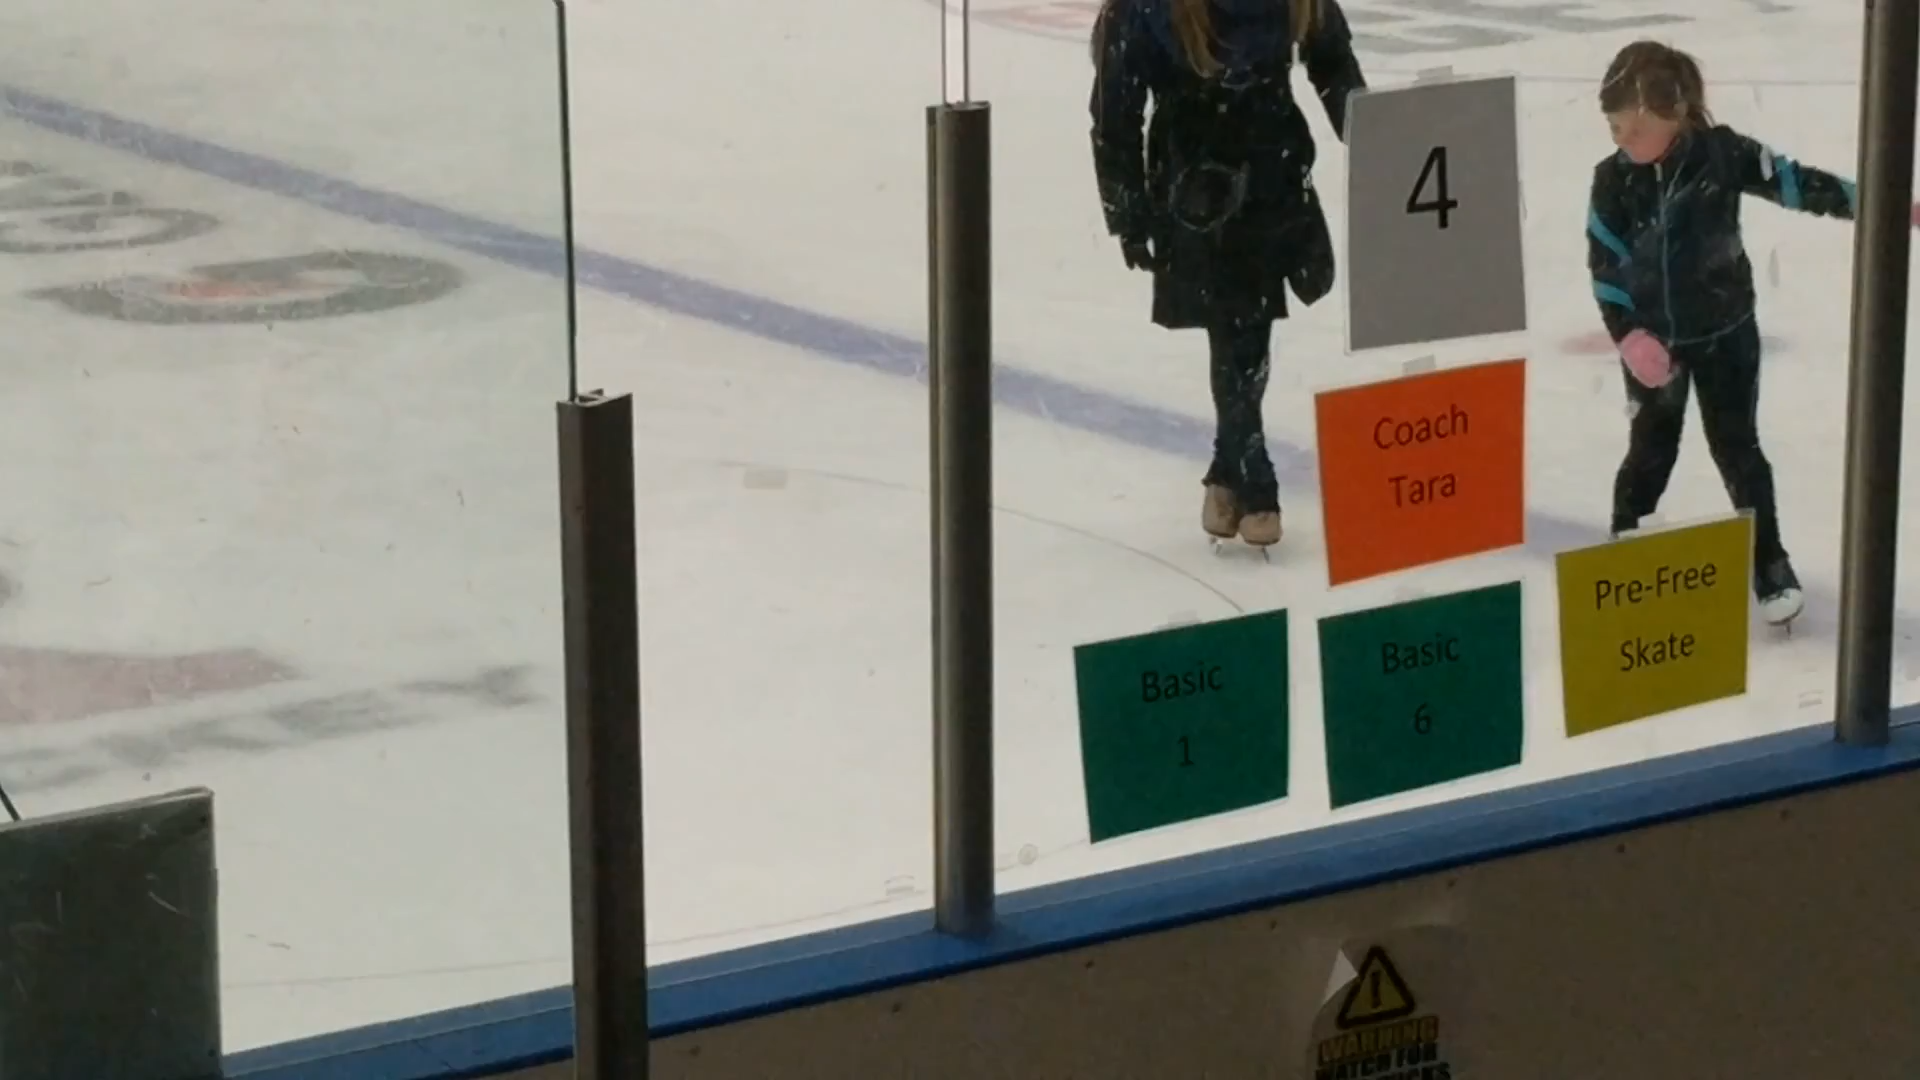 4
Coach
Tara
Basic
1
Basic
6
Pre-Free
Skate
WARNING
WATCH FOR